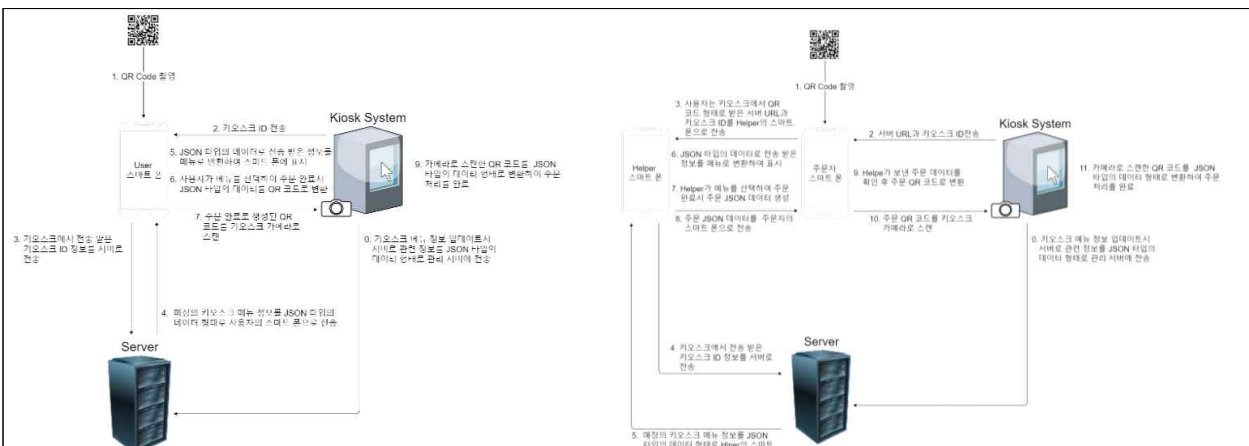 1. QR Code 촬영
2. 키오스크 ID 전송
Kiosk System
User
스마트 폰
5. JSON 타입의 데이터로 전송 받은 정보를
메뉴로 변환하여 스마트 폰에 표시
6. 사용자가 메뉴를 선택하여 주문 완료시
JSON 타입의 데이터를 QR 코드로 변환
7. 주문 완료로 생성된 QR
코드를 키오스크 카메라로
스캔
9. 카메라로 스캔한 QR 코드를 JSON
타입의 데이터 형태로 변환하여 주문
처리를 완료
3. 키오스크에서 전송 받은
키오스크 ID 정보를 서버로
전송
0. 키오스크 메뉴 정보 업데이트시
서버로 관련 정보를 JSON 타입의
데이터 형태로 관리 서버에 전송
4. 매장의 키오스크 메뉴 정보를 JSON 타입의
데이터 형태로 사용자의 스마트 폰으로 전송
Server
1. QR Code 촬영
3. 사용자는 키오스크에서 QR
코드 형태로 받은 서버 URL과
키오스크 ID를 Helper의 스마트
폰으로 전송
2. 서버 URL과 키오스크 ID전송
Kiosk System
Helper
스마트 폰
6. JSON 타입의 데이터로 전송 받은
정보를 메뉴로 변환하여 표시
7. Helper가 메뉴를 선택하여 주문
완료시 주문 JSON 데이터 생성
8. 주문 JSON 데이터를 주문자의
스마트 폰으로 전송
주문자
스마트 폰
9. Helpe가 보낸 주문 데이터를
확인 후 주문 QR 코드로 변환
10. 주문 QR 코드를 키오스크
카메라로 스캔
11. 카메라로 스캔한 QR 코드를 JSON
타입의 데이터 형태로 변환하여 주문
처리를 완료
0. 키오스크 메뉴 정보 업데이트시
서버로 관련 정보를 JSON 타입의
데이터 형태로 관리 서버에 전송
4. 키오스크에서 전송 받은
키오스크 ID 정보를 서버로
전송
Server
5. 매장의 키오스크 메뉴 정보를 JSON
타입의 데이터 형태로 Hlper의 스마트